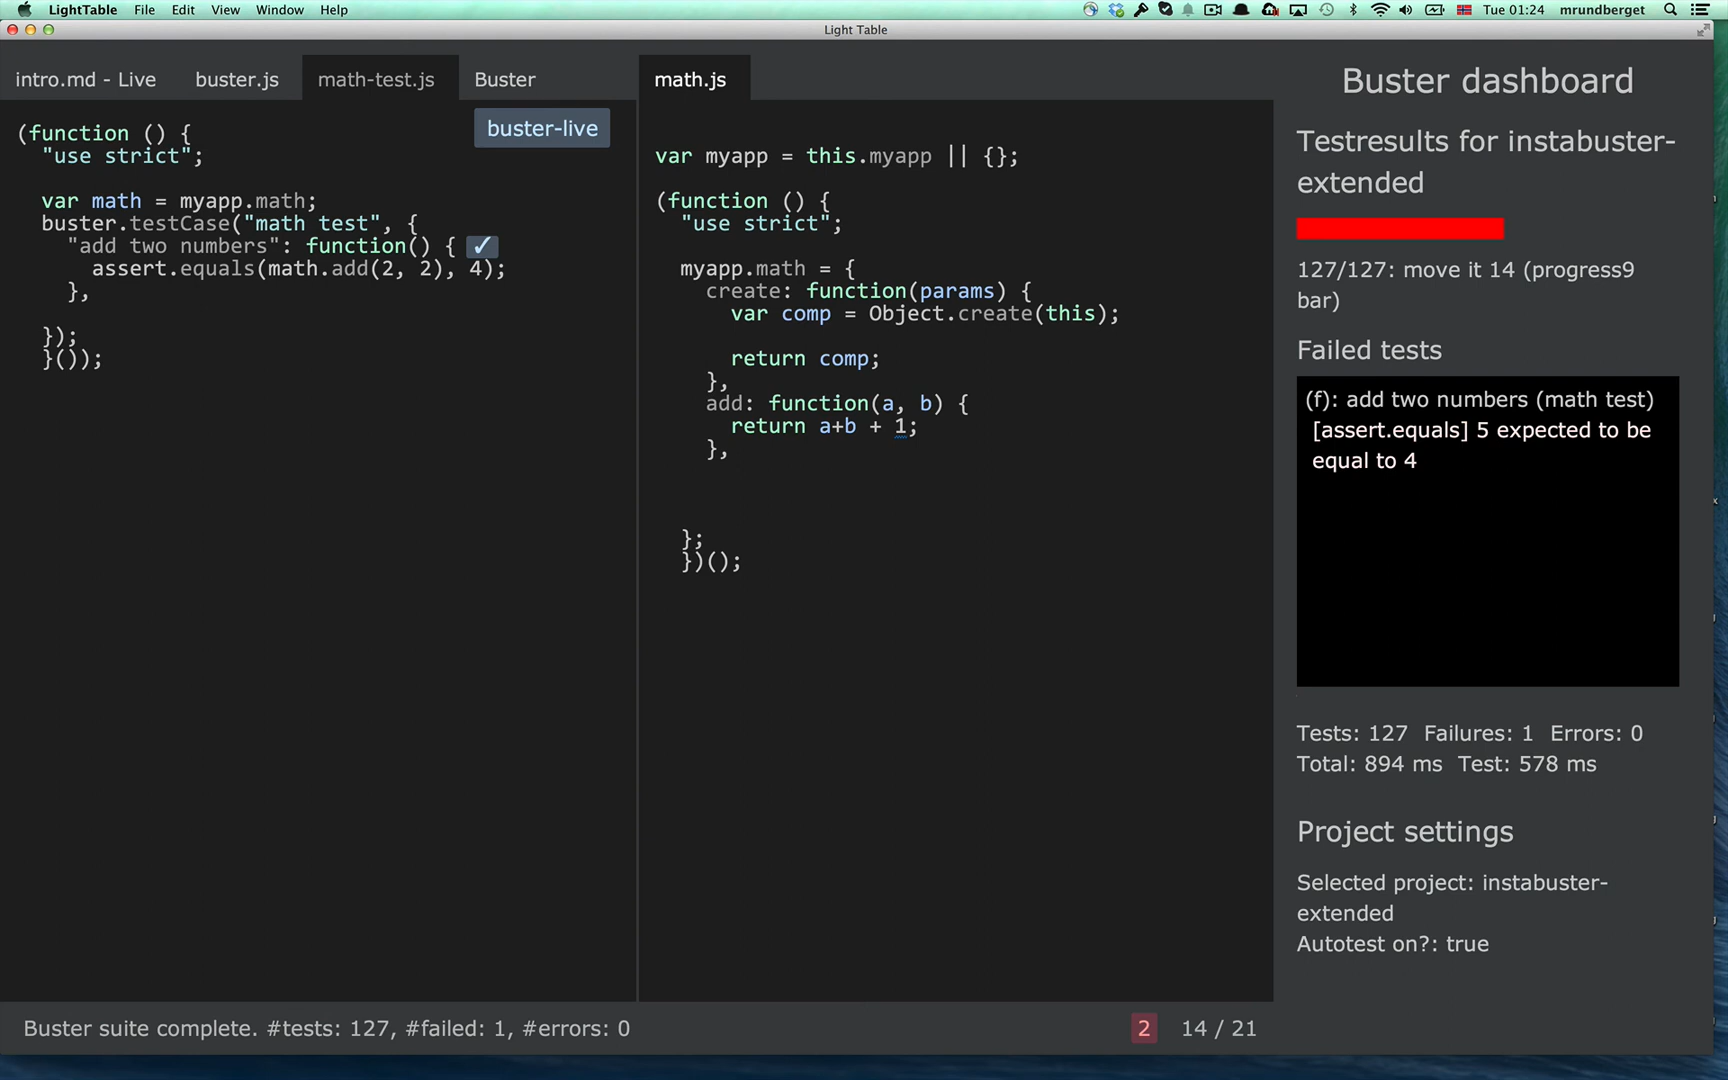 LightTable File Edit View Window Help Tue 01:24 mrundberget
Light Table
intro.md - Live buster.js math-test.js Buster math.js
buster-live
(function () {
"use strict";
var math = myapp.math;
buster.testCase("math test", {
"add two numbers": function() { ✓
assert.equals(math.add(2, 2), 4);
},
});
}());
var myapp = this.myapp || {};
(function () {
"use strict";
myapp.math = {
create: function(params) {
var comp = Object.create(this);
return comp;
},
add: function(a, b) {
return a+b + 1;
},
};
})();
Buster dashboard
Testresults for instabuster-
extended
127/127: move it 14 (progress9
bar)
Failed tests
(f): add two numbers (math test)
[assert.equals] 5 expected to be
equal to 4
Tests: 127 Failures: 1 Errors: 0
Total: 894 ms Test: 578 ms
Project settings
Selected project: instabuster-
extended
Autotest on?: true
Buster suite complete. #tests: 127, #failed: 1, #errors: 0
2 14 / 21